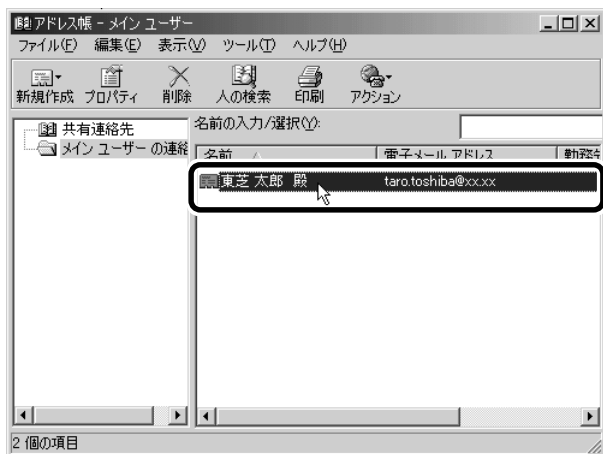 アドレス帳 - メイン ユーザー
ファイル(F) 編集(E) 表示(V) ツール(T) ヘルプ(H)
新規作成 プロパティ 削除 人の検索 印刷 アクション
共有連絡先
メイン ユーザー の連絡
名前の入力/選択(Y):
名前 電子メール アドレス 勤務先
東芝 太郎 殿 taro.toshiba@xx.xx
2 個の項目